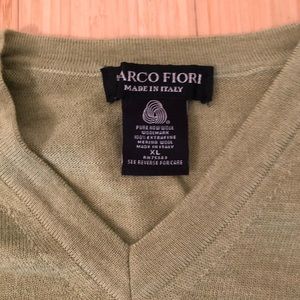 ARCO FIORI
MADE IN ITALY
PURE NEW WOOL
WOOLMARK
100% EXTRAFINE
MERINO WOOL
MADE IN ITALY
XL
SEE REVERSE FOR CARE